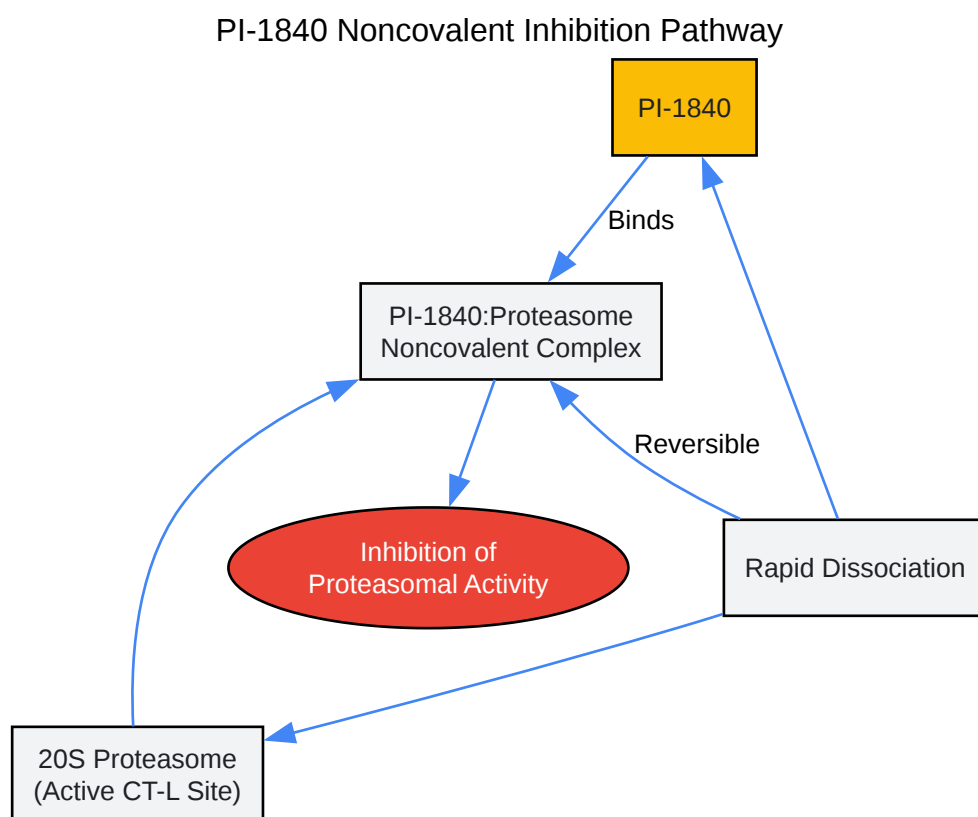 PI-1840 Noncovalent Inhibition Pathway
PI-1840
Binds
PI-1840:Proteasome
Noncovalent Complex
Reversible
Inhibition of
Proteasomal Activity
Rapid Dissociation
20S Proteasome
(Active CT-L Site)